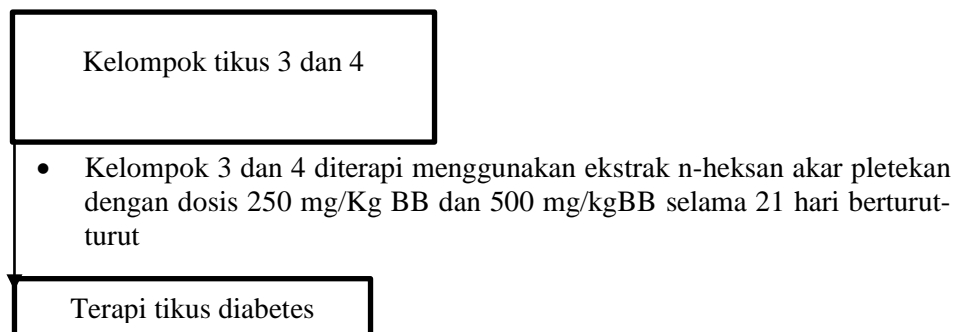 Kelompok tikus 3 dan 4
• Kelompok 3 dan 4 diterapi menggunakan ekstrak n-heksan akar pletekan
dengan dosis 250 mg/Kg BB dan 500 mg/kgBB selama 21 hari berturut-
turut
Terapi tikus diabetes